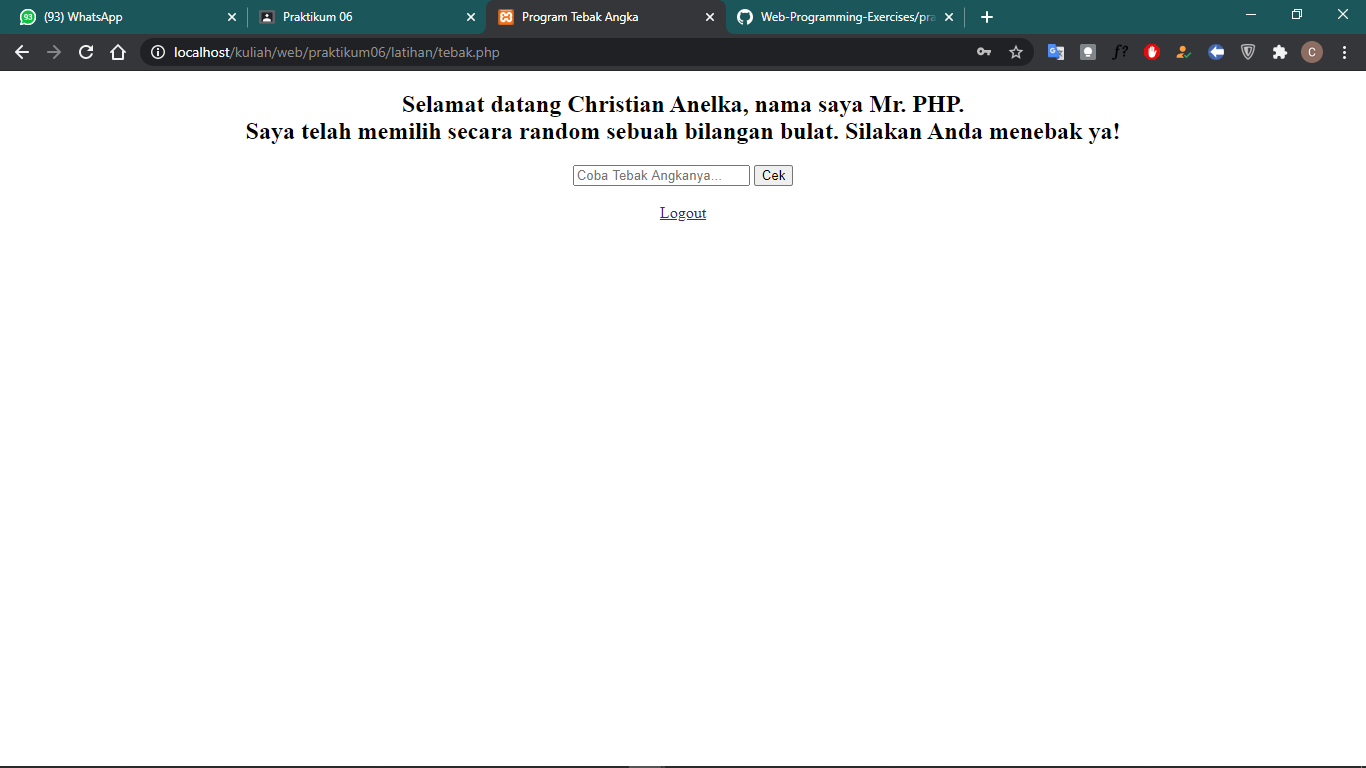 (93) WhatsApp
Praktikum 06
Program Tebak Angka
Web-Programming-Exercises/pra
localhost/kuliah/web/praktikum06/latihan/tebak.php
Selamat datang Christian Anelka, nama saya Mr. PHP.
Saya telah memilih secara random sebuah bilangan bulat. Silakan Anda menebak ya!
Coba Tebak Angkanya... Cek
Logout